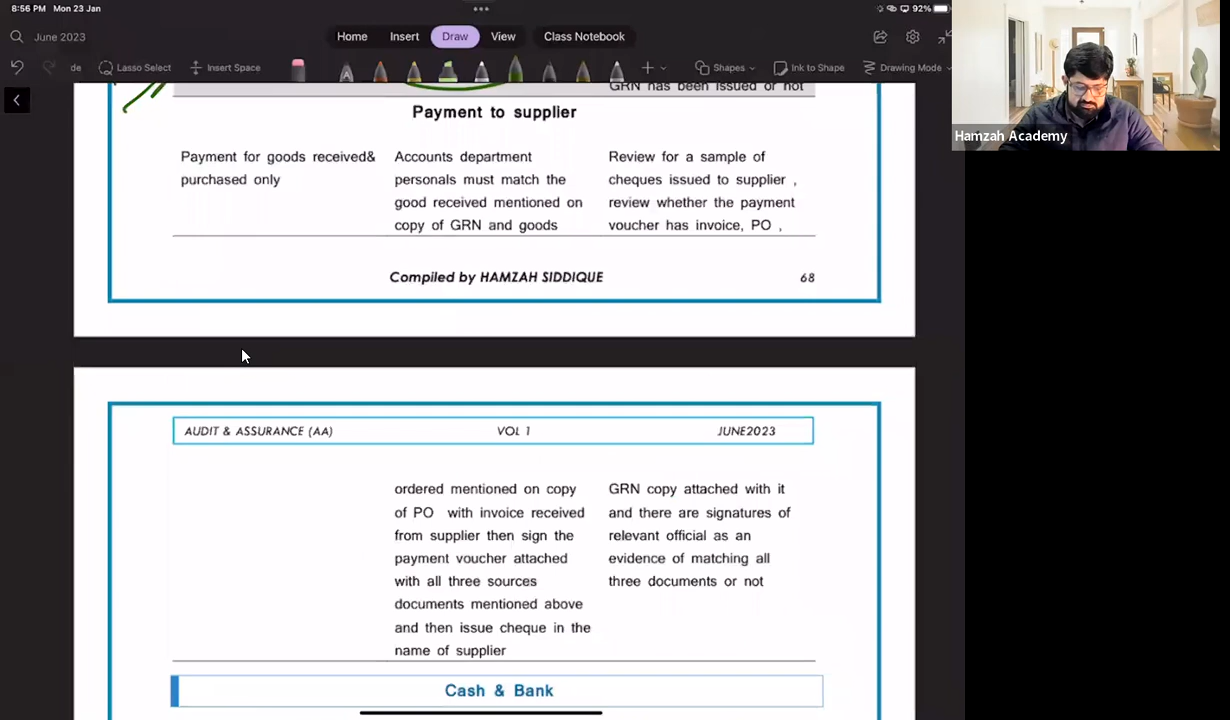 8:56 PM Mon 23 Jan
92%
June 2023
Home Insert Draw View Class Notebook
de Lasso Select Insert Space Shapes Ink to Shape Drawing Mode
Hamzah Academy
GRN has been issued or not
Payment to supplier
Payment for goods received& purchased only
Accounts department
personals must match the
good received mentioned on
copy of GRN and goods
Review for a sample of
cheques issued to supplier ,
review whether the payment
voucher has invoice, PO ,
Compiled by HAMZAH SIDDIQUE 68
AUDIT & ASSURANCE (AA) VOL 1 JUNE2023
ordered mentioned on copy
of PO with invoice received
from supplier then sign the
payment voucher attached
with all three sources
documents mentioned above
and then issue cheque in the
name of supplier
GRN copy attached with it
and there are signatures of
relevant official as an
evidence of matching all
three documents or not
Cash & Bank